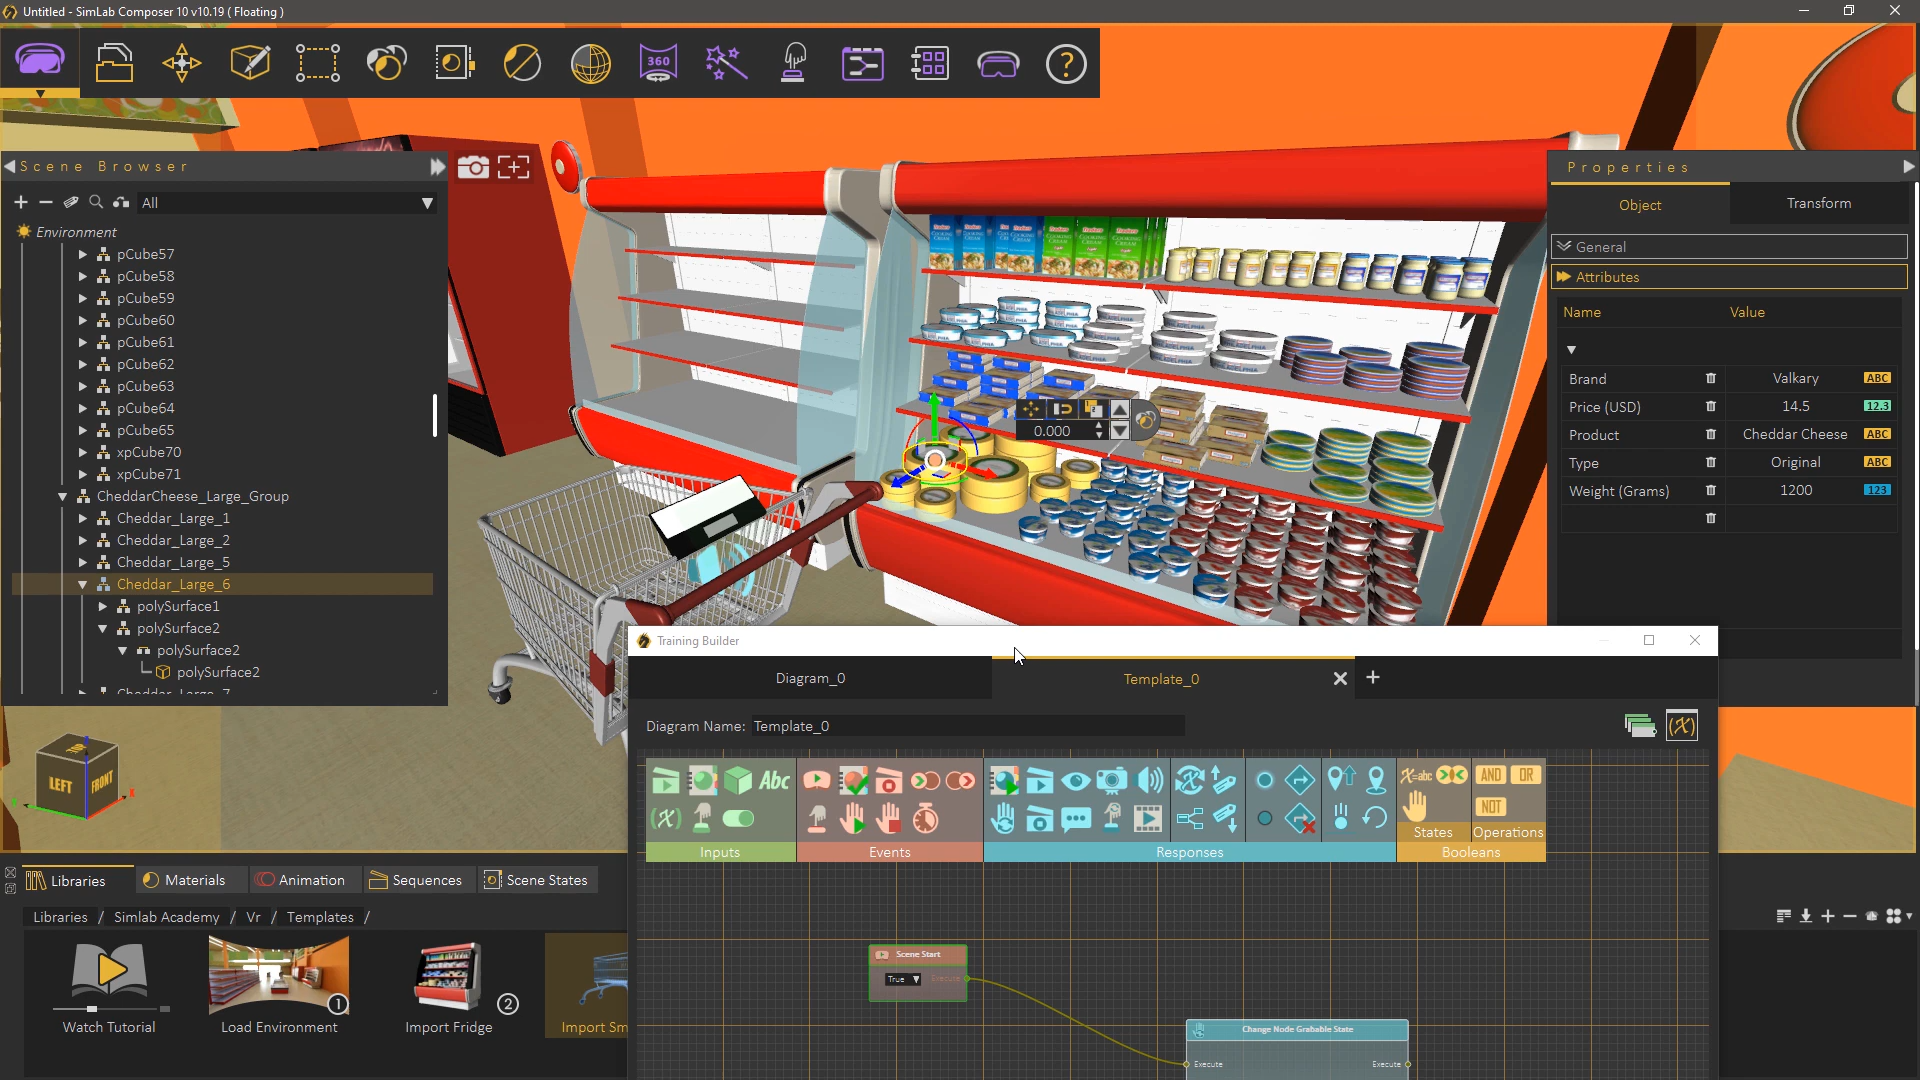 Untitled - SimLab Composer 10 v10.19 ( Floating )
360
Scene Browser
All
Environment
pCube57
pCube58
pCube59
pCube60
pCube61
pCube62
pCube63
pCube64
pCube65
xpCube70
xpCube71
CheddarCheese_Large_Group
Cheddar_Large_1
Cheddar_Large_2
Cheddar_Large_5
Cheddar_Large_6
polySurface1
polySurface2
polySurface2
polySurface2
Cheddar_Large_7
0.000
Properties
Object
Transform
General
Attributes
Name
Value
Brand
Valkary
ABC
Price (USD)
14.5
12.3
Product
Cheddar Cheese
ABC
Type
Original
ABC
Weight (Grams)
1200
123
LEFT
FRONT
X
Training Builder
Diagram_0
Template_0
Diagram Name: Template_0
(X)
Abc
(X)
X=abc
AND
OR
NOT
States
Operations
Inputs
Events
Responses
Booleans
Scene Start
True
Execute
Change Node Grabable State
Execute
Execute
Libraries
Materials
Animation
Sequences
Scene States
Libraries / Simlab Academy / Vr / Templates /
1
2
Watch Tutorial
Load Environment
Import Fridge
Import Sm